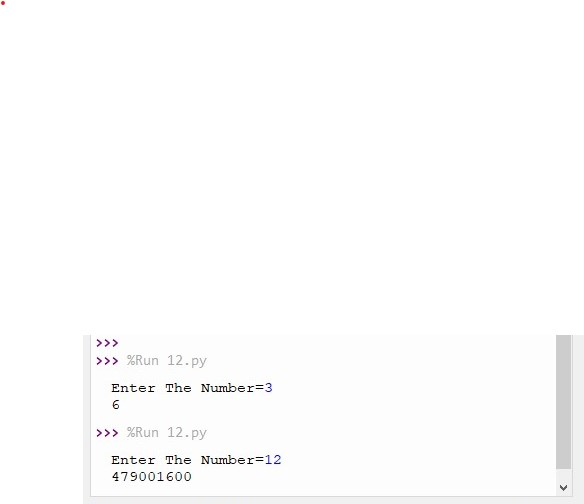 >>>
>>> %Run 12.py
Enter The Number=3
6
>>> %Run 12.py
Enter The Number=12
479001600